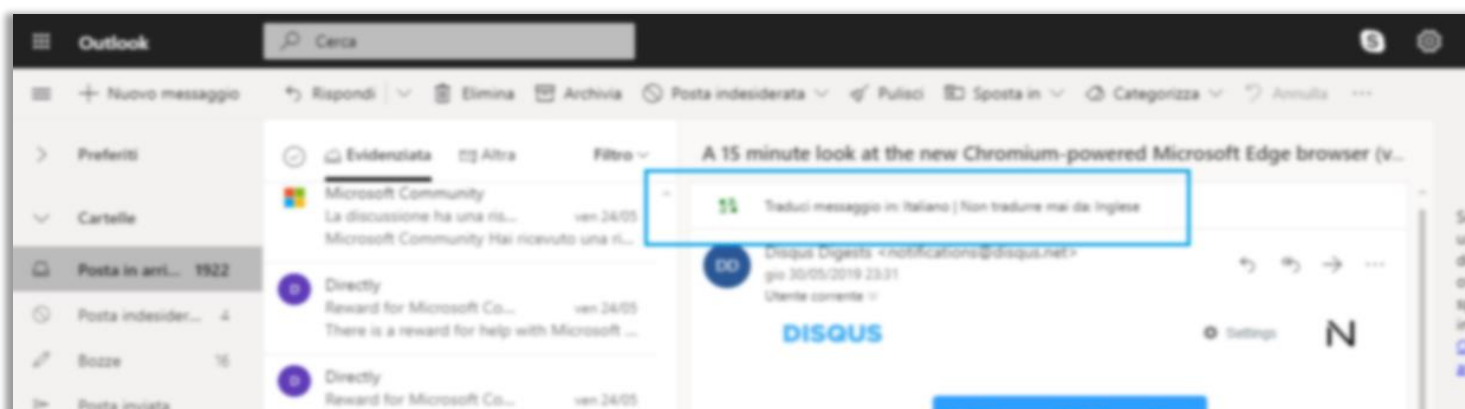 Outlook
Cerca
Nuovo messaggio
Rispondi
Elimina
Archivia
Posta indesiderata
Pulisci
Sposta in
Categorizza
Annulla
Preferiti
Cartelle
Posta in arri... 1922
Posta indesider... 4
Bozze 16
Posta inviata
Evidenziata
Altra
Filtro
Microsoft Community
La discussione ha una ris... ven 24/05
Microsoft Community Hai ricevuto una ri...
D
Directly
Reward for Microsoft Co... ven 24/05
There is a reward for help with Microsoft ...
D
Directly
Reward for Microsoft Co... ven 24/05
A 15 minute look at the new Chromium-powered Microsoft Edge browser (v...
Traduci messaggio in: Italiano | Non tradurre mai da: Inglese
DD
Disqus Digests <notifications@disqus.net>
gio 30/05/2019 23:31
Utente corrente
DISQUS
Settings
N